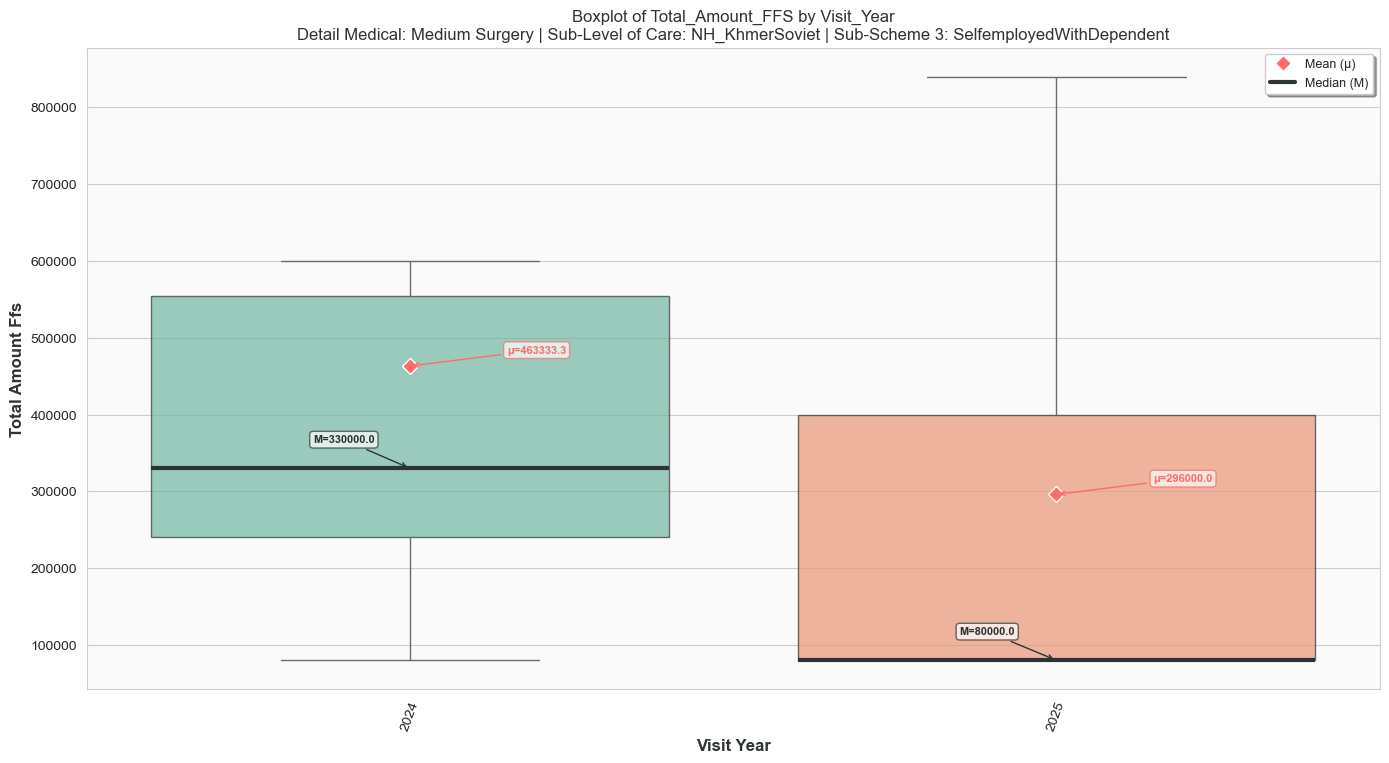 Boxplot of Total_Amount_FFS by Visit_Year
Detail Medical: Medium Surgery | Sub-Level of Care: NH_KhmerSoviet | Sub-Scheme 3: SelfemployedWithDependent
Mean (μ)
Median (M)
Total Amount Ffs
800000
700000
600000
500000
400000
300000
200000
100000
μ=463333.3
M=330000.0
μ=296000.0
M=80000.0
2024
2025
Visit Year